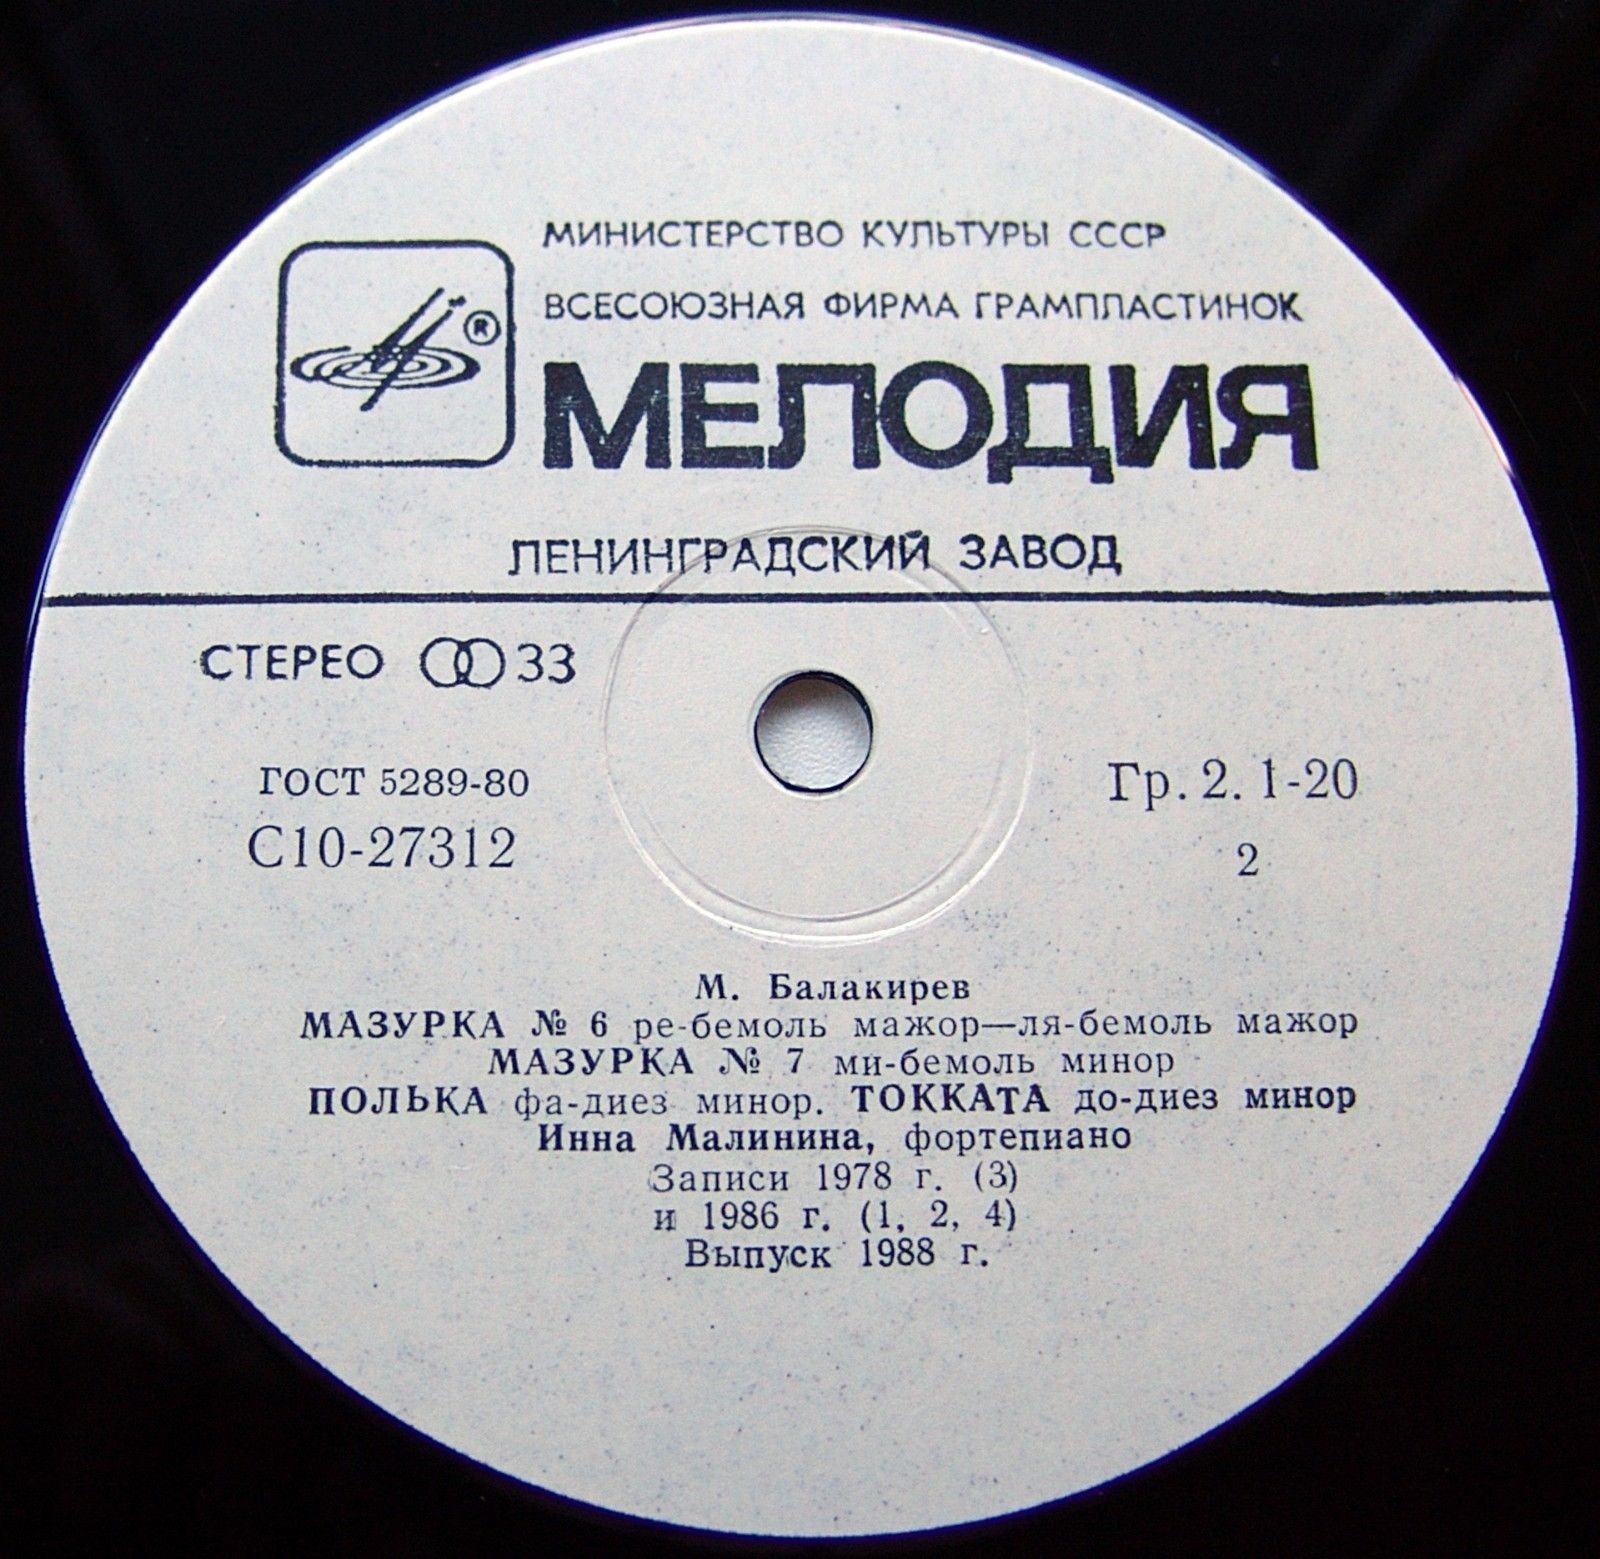 МИНИСТЕРСТВО КУЛЬТУРЫ СССР
ВСЕСОЮЗНАЯ ФИРМА ГРАМПЛАСТИНОК
®
МЕЛОДИЯ
ЛЕНИНГРАДСКИЙ ЗАВОД
СТЕРЕО 33
ГОСТ 5289-80
Гр. 2. 1-20
С10-27312
2
М. Балакирев
МАЗУРКА № 6 ре-бемоль мажор—ля-бемоль мажор
МАЗУРКА № 7 ми-бемоль минор
ПОЛЬКА фа-диез минор. ТОККАТА до-диез минор
Инна Малинина, фортепиано
Записи 1978 г. (3)
и 1986 г. (1, 2, 4)
Выпуск 1988 г.